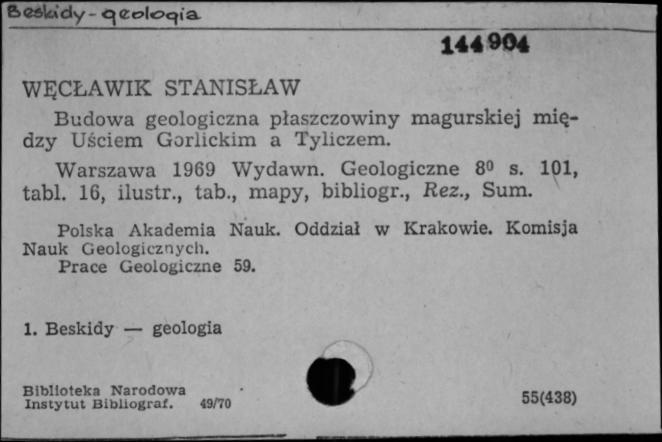 Beskidy - geologia
144904
WĘCŁAWIK STANISŁAW
Budowa geologiczna płaszczowiny magurskiej mię-
dzy Uściem Gorlickim a Tyliczem.
Warszawa 1969 Wydawn. Geologiczne 8⁰ s. 101,
tabl. 16, ilustr., tab., mapy, bibliogr., Rez., Sum.
Polska Akademia Nauk. Oddział w Krakowie. Komisja
Nauk Geologicznych.
Prace Geologiczne 59.
1. Beskidy — geologia
Biblioteka Narodowa
Instytut Bibliograf. 49/70
55(438)